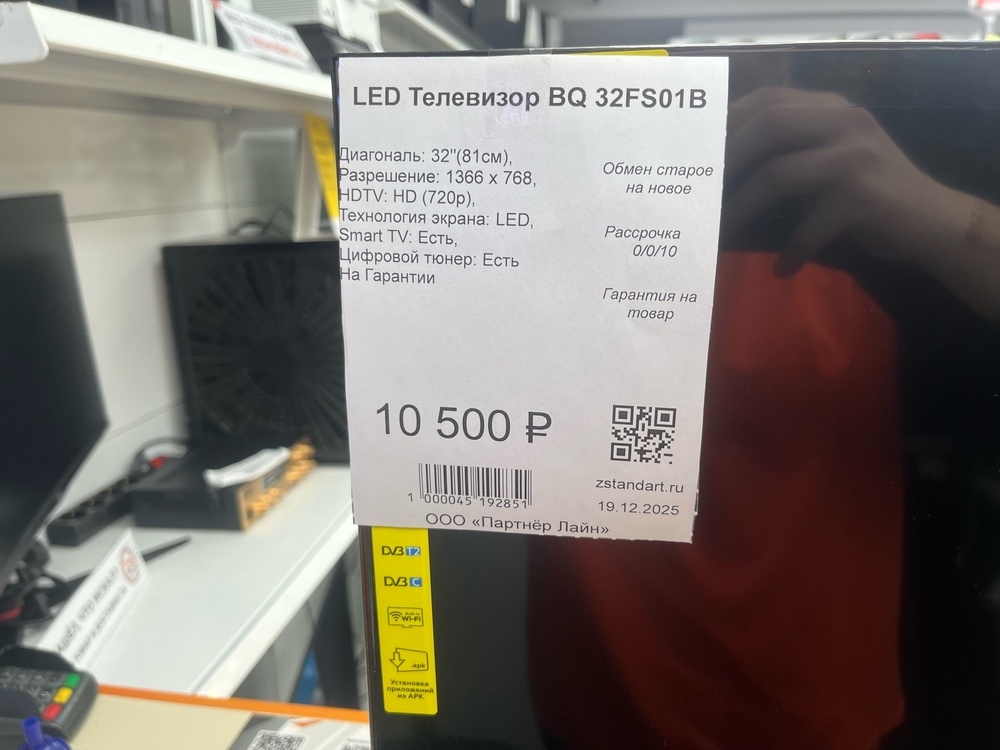 LED Телевизор BQ 32FS01B
Диагональ: 32"(81см),
Разрешение: 1366 x 768,
HDTV: HD (720p),
Технология экрана: LED,
Smart TV: Есть,
Цифровой тюнер: Есть
На Гарантии
Обмен старое
на новое
Рассрочка
0/0/10
Гарантия на
товар
10 500 ₽
1 000045 192851
zstandart.ru
19.12.2025
ООО «Партнёр Лайн»
DVB T2
DVB C
Wi-Fi
.apk
Установка
приложений
из APK